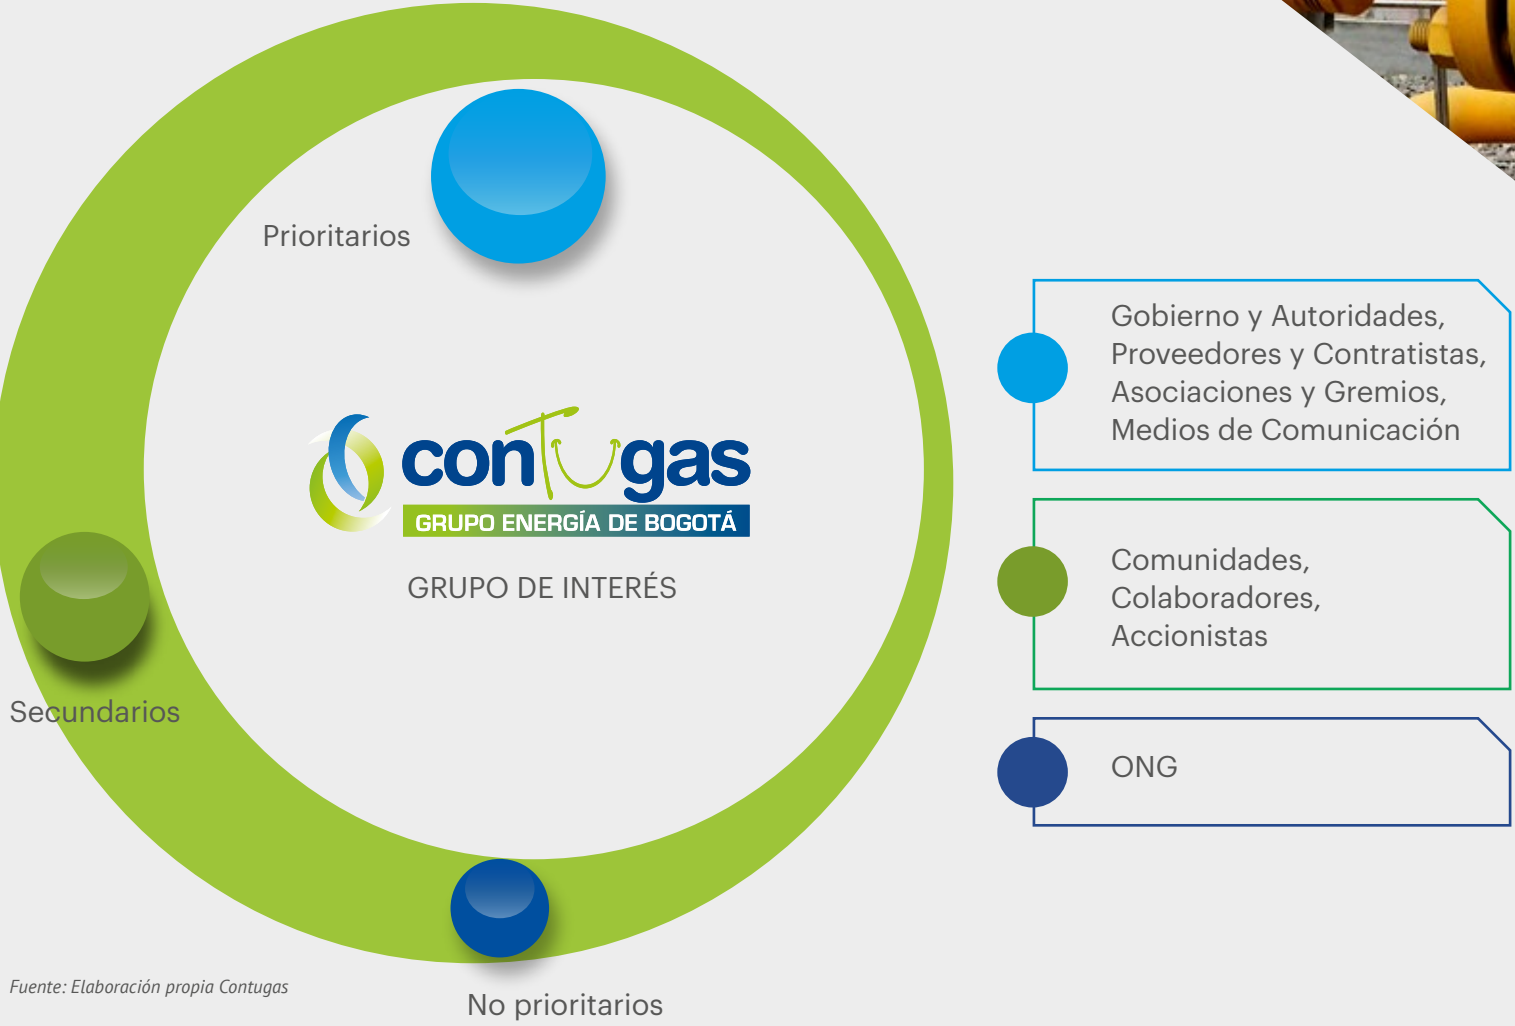 Prioritarios
conTugas
GRUPO ENERGÍA DE BOGOTÁ
GRUPO DE INTERÉS
Secundarios
No prioritarios
Fuente: Elaboración propia Contugas
Gobierno y Autoridades,
Proveedores y Contratistas,
Asociaciones y Gremios,
Medios de Comunicación
Comunidades,
Colaboradores,
Accionistas
ONG